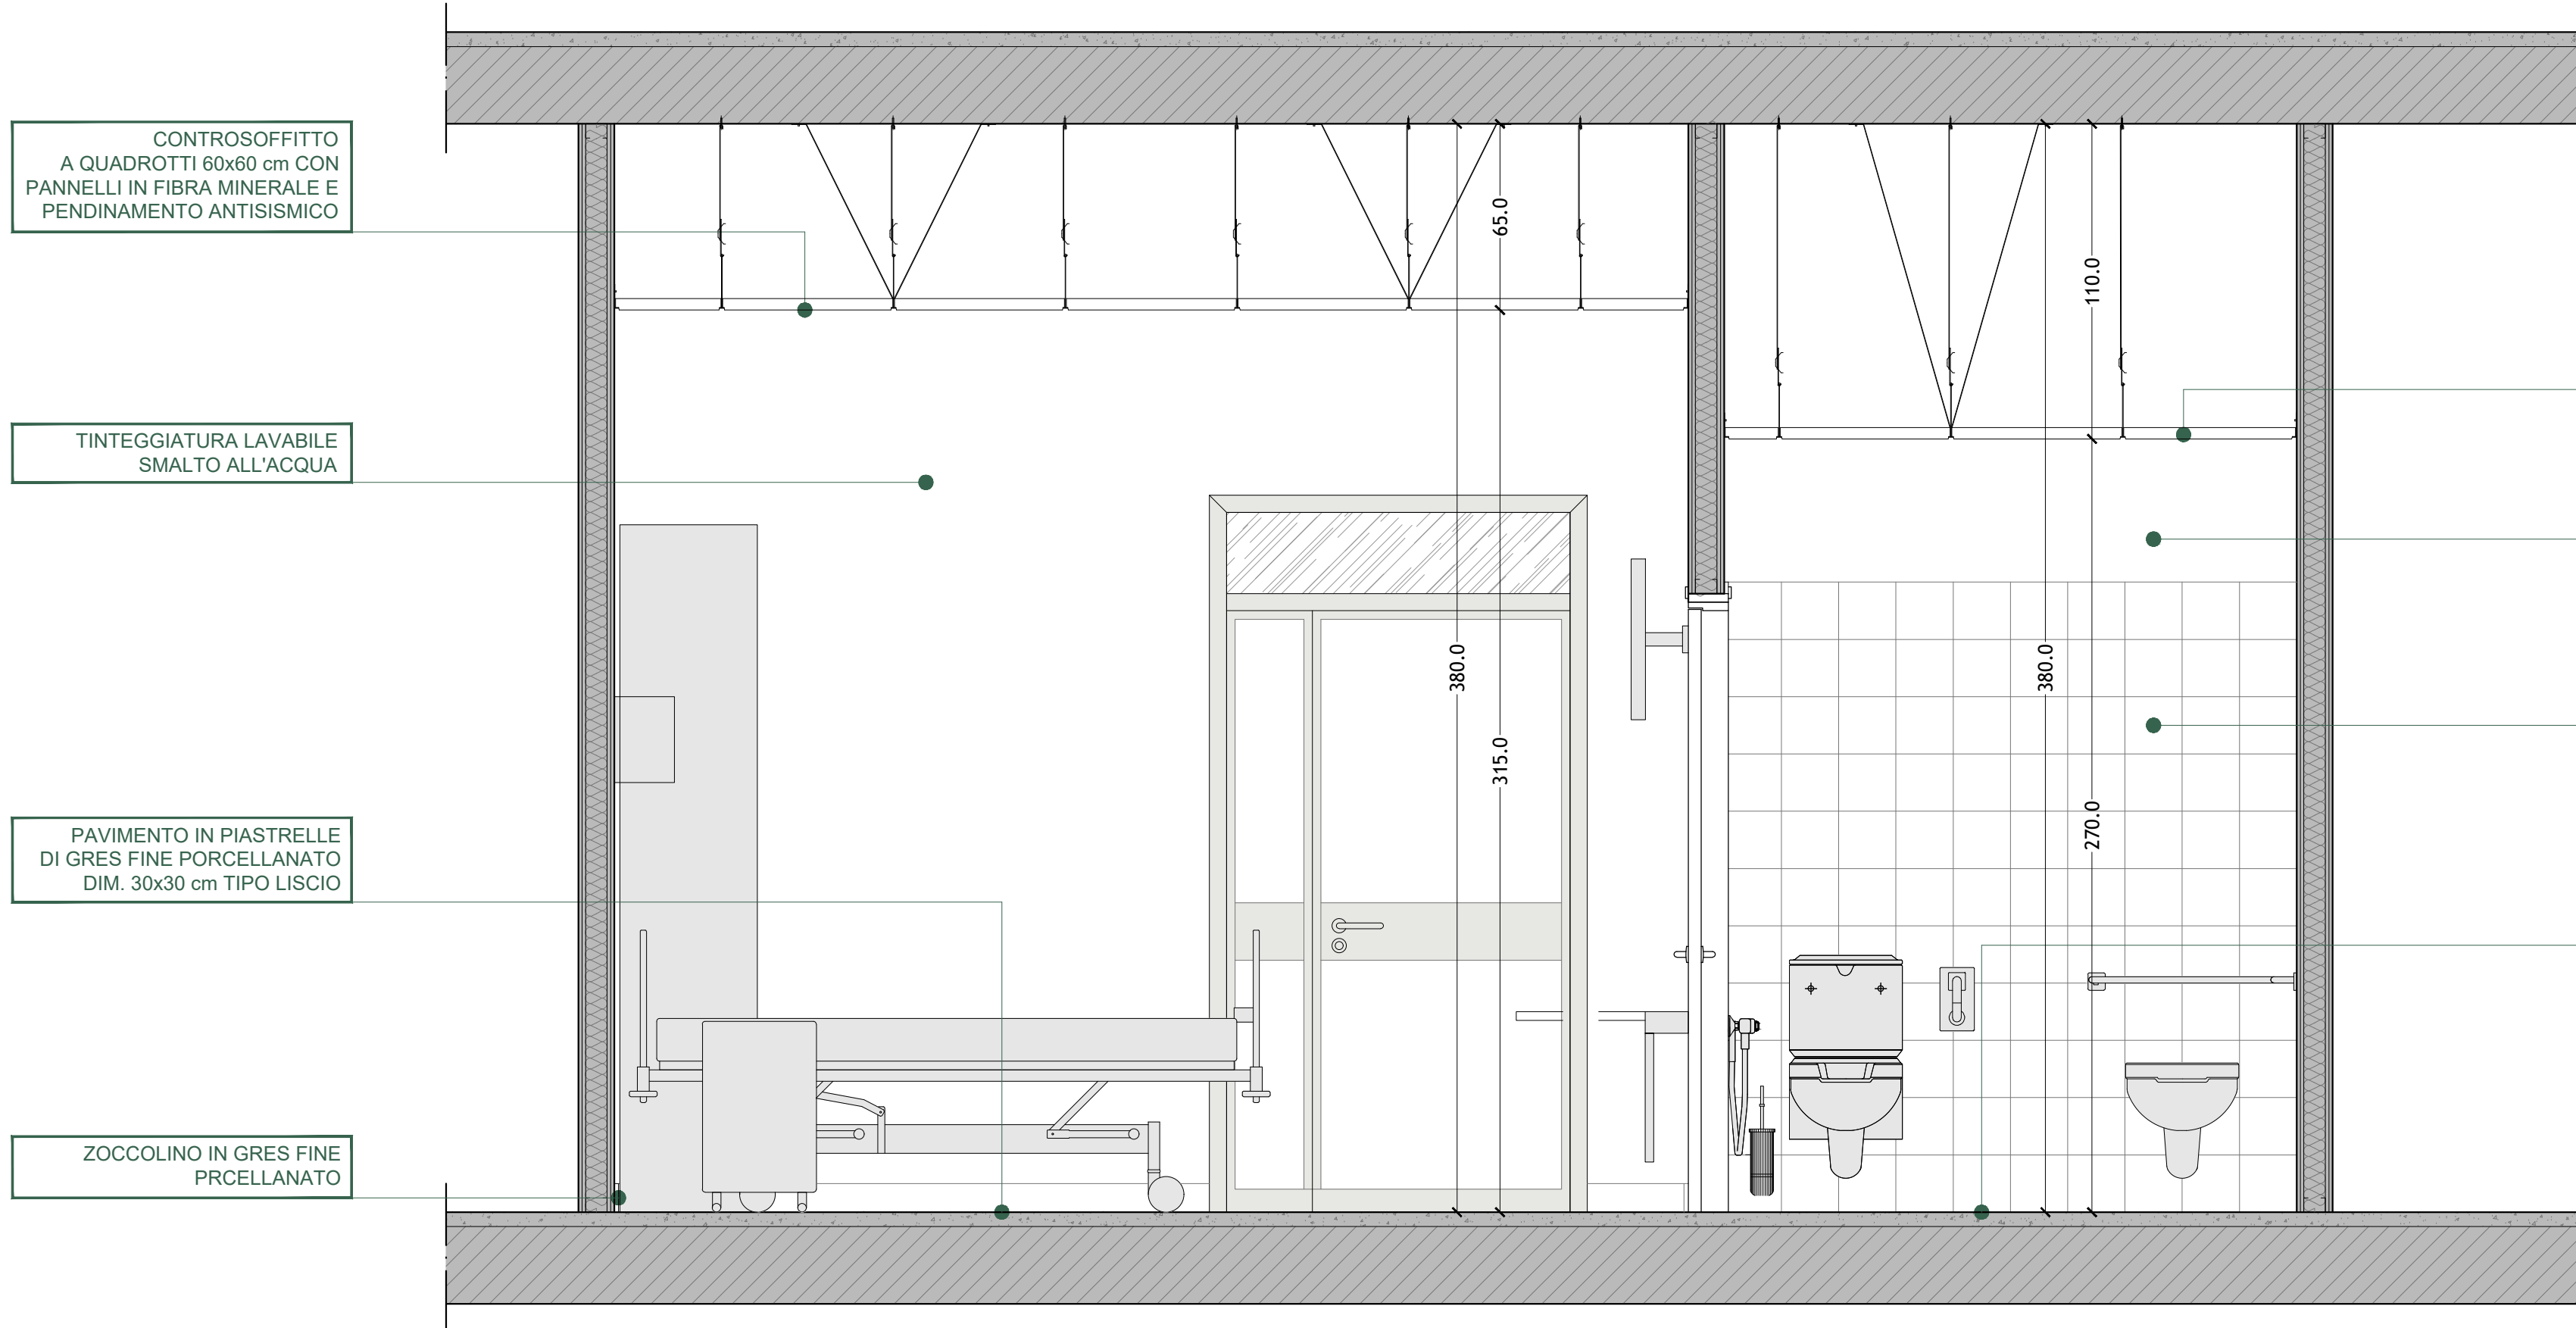 CONTROSOFFITTO
A QUADROTTI 60x60 cm CON
PANNELLI IN FIBRA MINERALE E
PENDINAMENTO ANTISISMICO
TINTEGGIATURA LAVABILE
SMALTO ALL'ACQUA
PAVIMENTO IN PIASTRELLE
DI GRES FINE PORCELLANATO
DIM. 30x30 cm TIPO LISCIO
ZOCCOLINO IN GRES FINE
PRCELLANATO
380.0
65.0
315.0
380.0
110.0
270.0